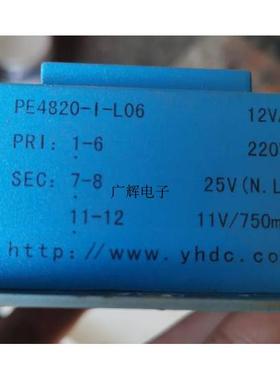 PE4820-I-L06 12VA
PRI: 1-6 220V
SEC: 7-8 25V(N.L
11-12 11V/750m
http://www.yhdc.co
广辉电子